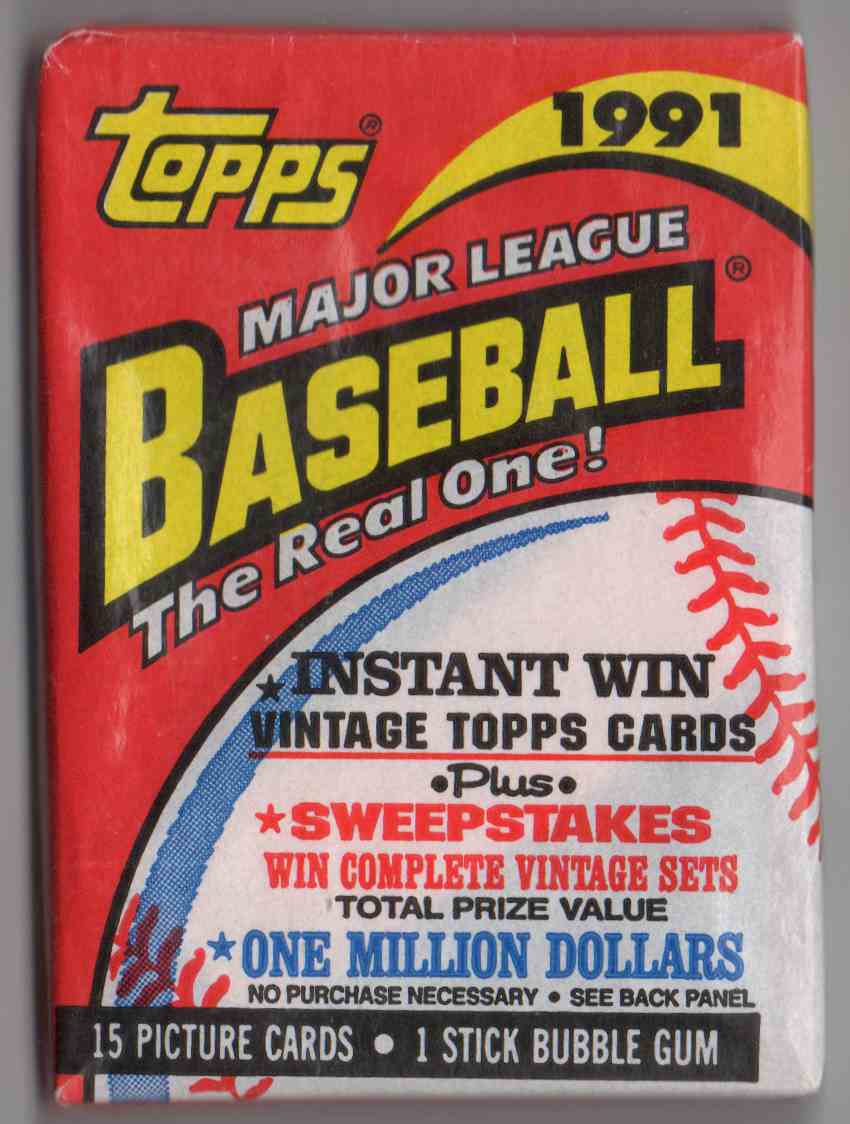 Topps®
1991
MAJOR LEAGUE
BASEBALL®
The Real One!
★INSTANT WIN
VINTAGE TOPPS CARDS
•Plus•
★SWEEPSTAKES
WIN COMPLETE VINTAGE SETS
TOTAL PRIZE VALUE
★ONE MILLION DOLLARS
NO PURCHASE NECESSARY • SEE BACK PANEL
15 PICTURE CARDS • 1 STICK BUBBLE GUM